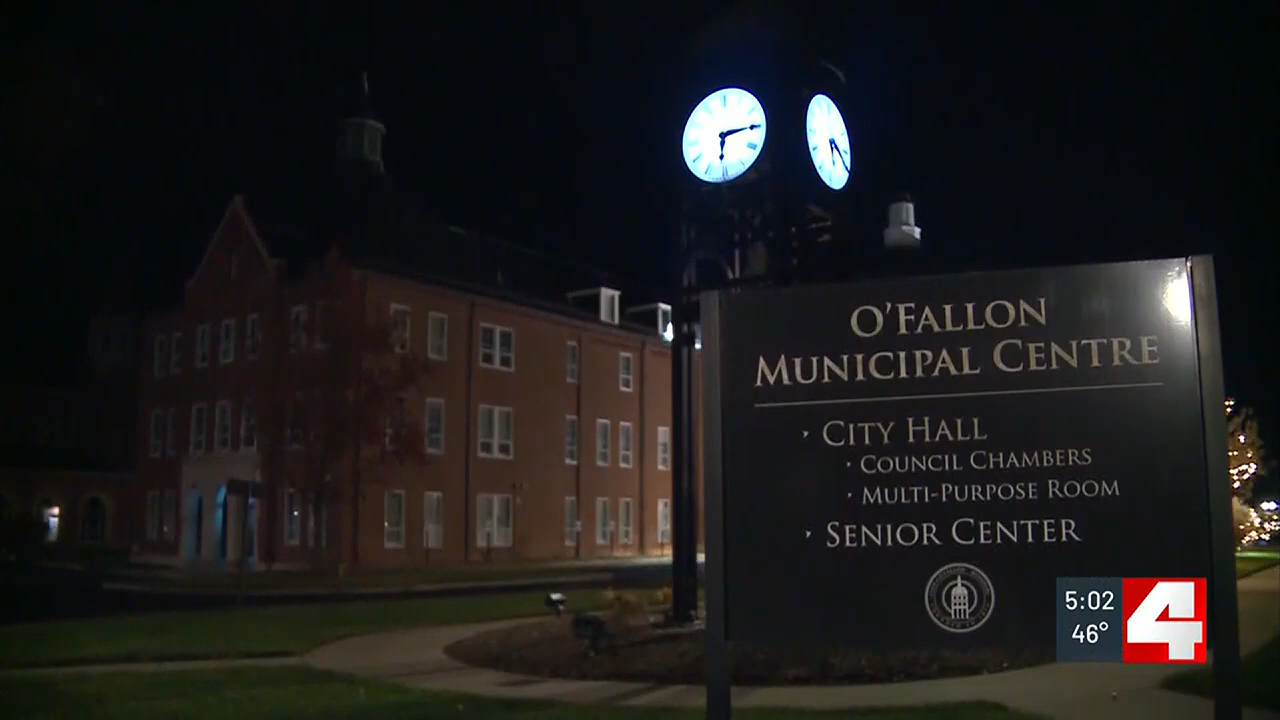 O'FALLON
MUNICIPAL CENTRE
CITY HALL
COUNCIL CHAMBERS
MULTI-PURPOSE ROOM
SENIOR CENTER
5:02
46°
4